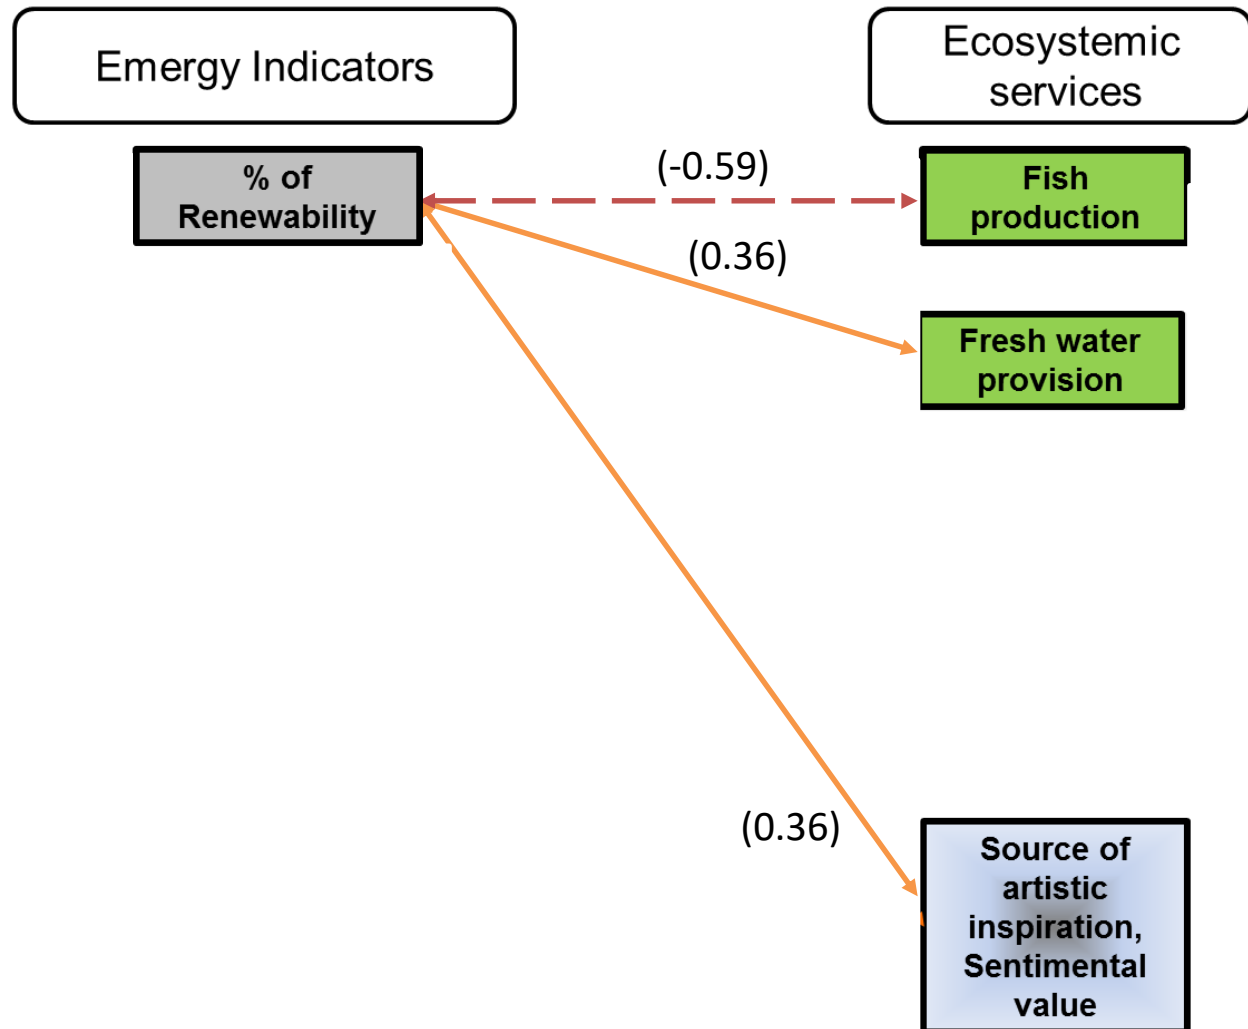 Emergy Indicators
Ecosystemic
services
% of
Renewability
(-0.59)
Fish
production
(0.36)
Fresh water
provision
(0.36)
Source of
artistic
inspiration,
Sentimental
value